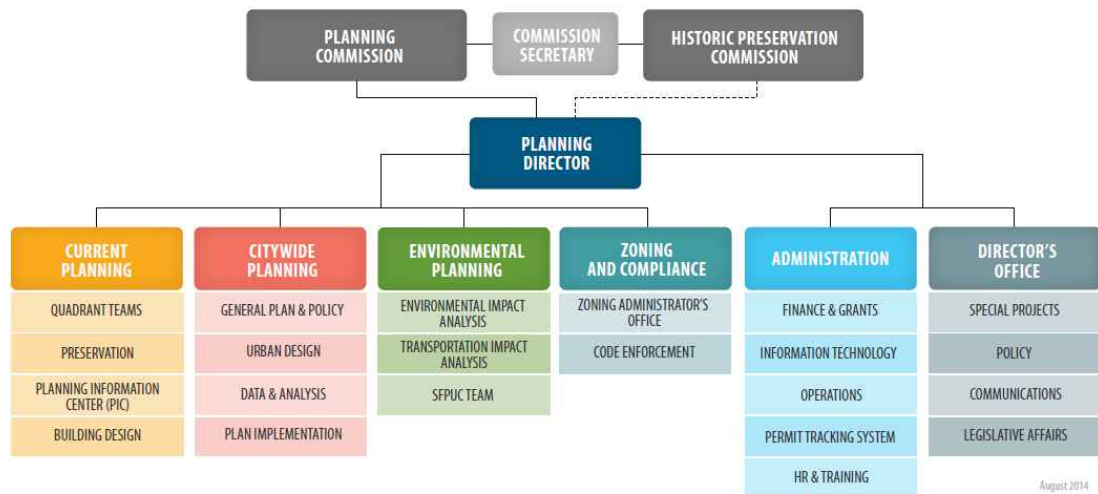 PLANNING
COMMISSION
COMMISSION
SECRETARY
HISTORIC PRESERVATION
COMMISSION
PLANNING
DIRECTOR
CURRENT
PLANNING
QUADRANT TEAMS
PRESERVATION
PLANNING INFORMATION
CENTER (PIC)
BUILDING DESIGN
CITYWIDE
PLANNING
GENERAL PLAN & POLICY
URBAN DESIGN
DATA & ANALYSIS
PLAN IMPLEMENTATION
ENVIRONMENTAL
PLANNING
ENVIRONMENTAL IMPACT
ANALYSIS
TRANSPORTATION IMPACT
ANALYSIS
SFPUC TEAM
ZONING
AND COMPLIANCE
ZONING ADMINISTRATOR'S
OFFICE
CODE ENFORCEMENT
ADMINISTRATION
FINANCE & GRANTS
INFORMATION TECHNOLOGY
OPERATIONS
PERMIT TRACKING SYSTEM
HR & TRAINING
DIRECTOR'S
OFFICE
SPECIAL PROJECTS
POLICY
COMMUNICATIONS
LEGISLATIVE AFFAIRS
August 2014